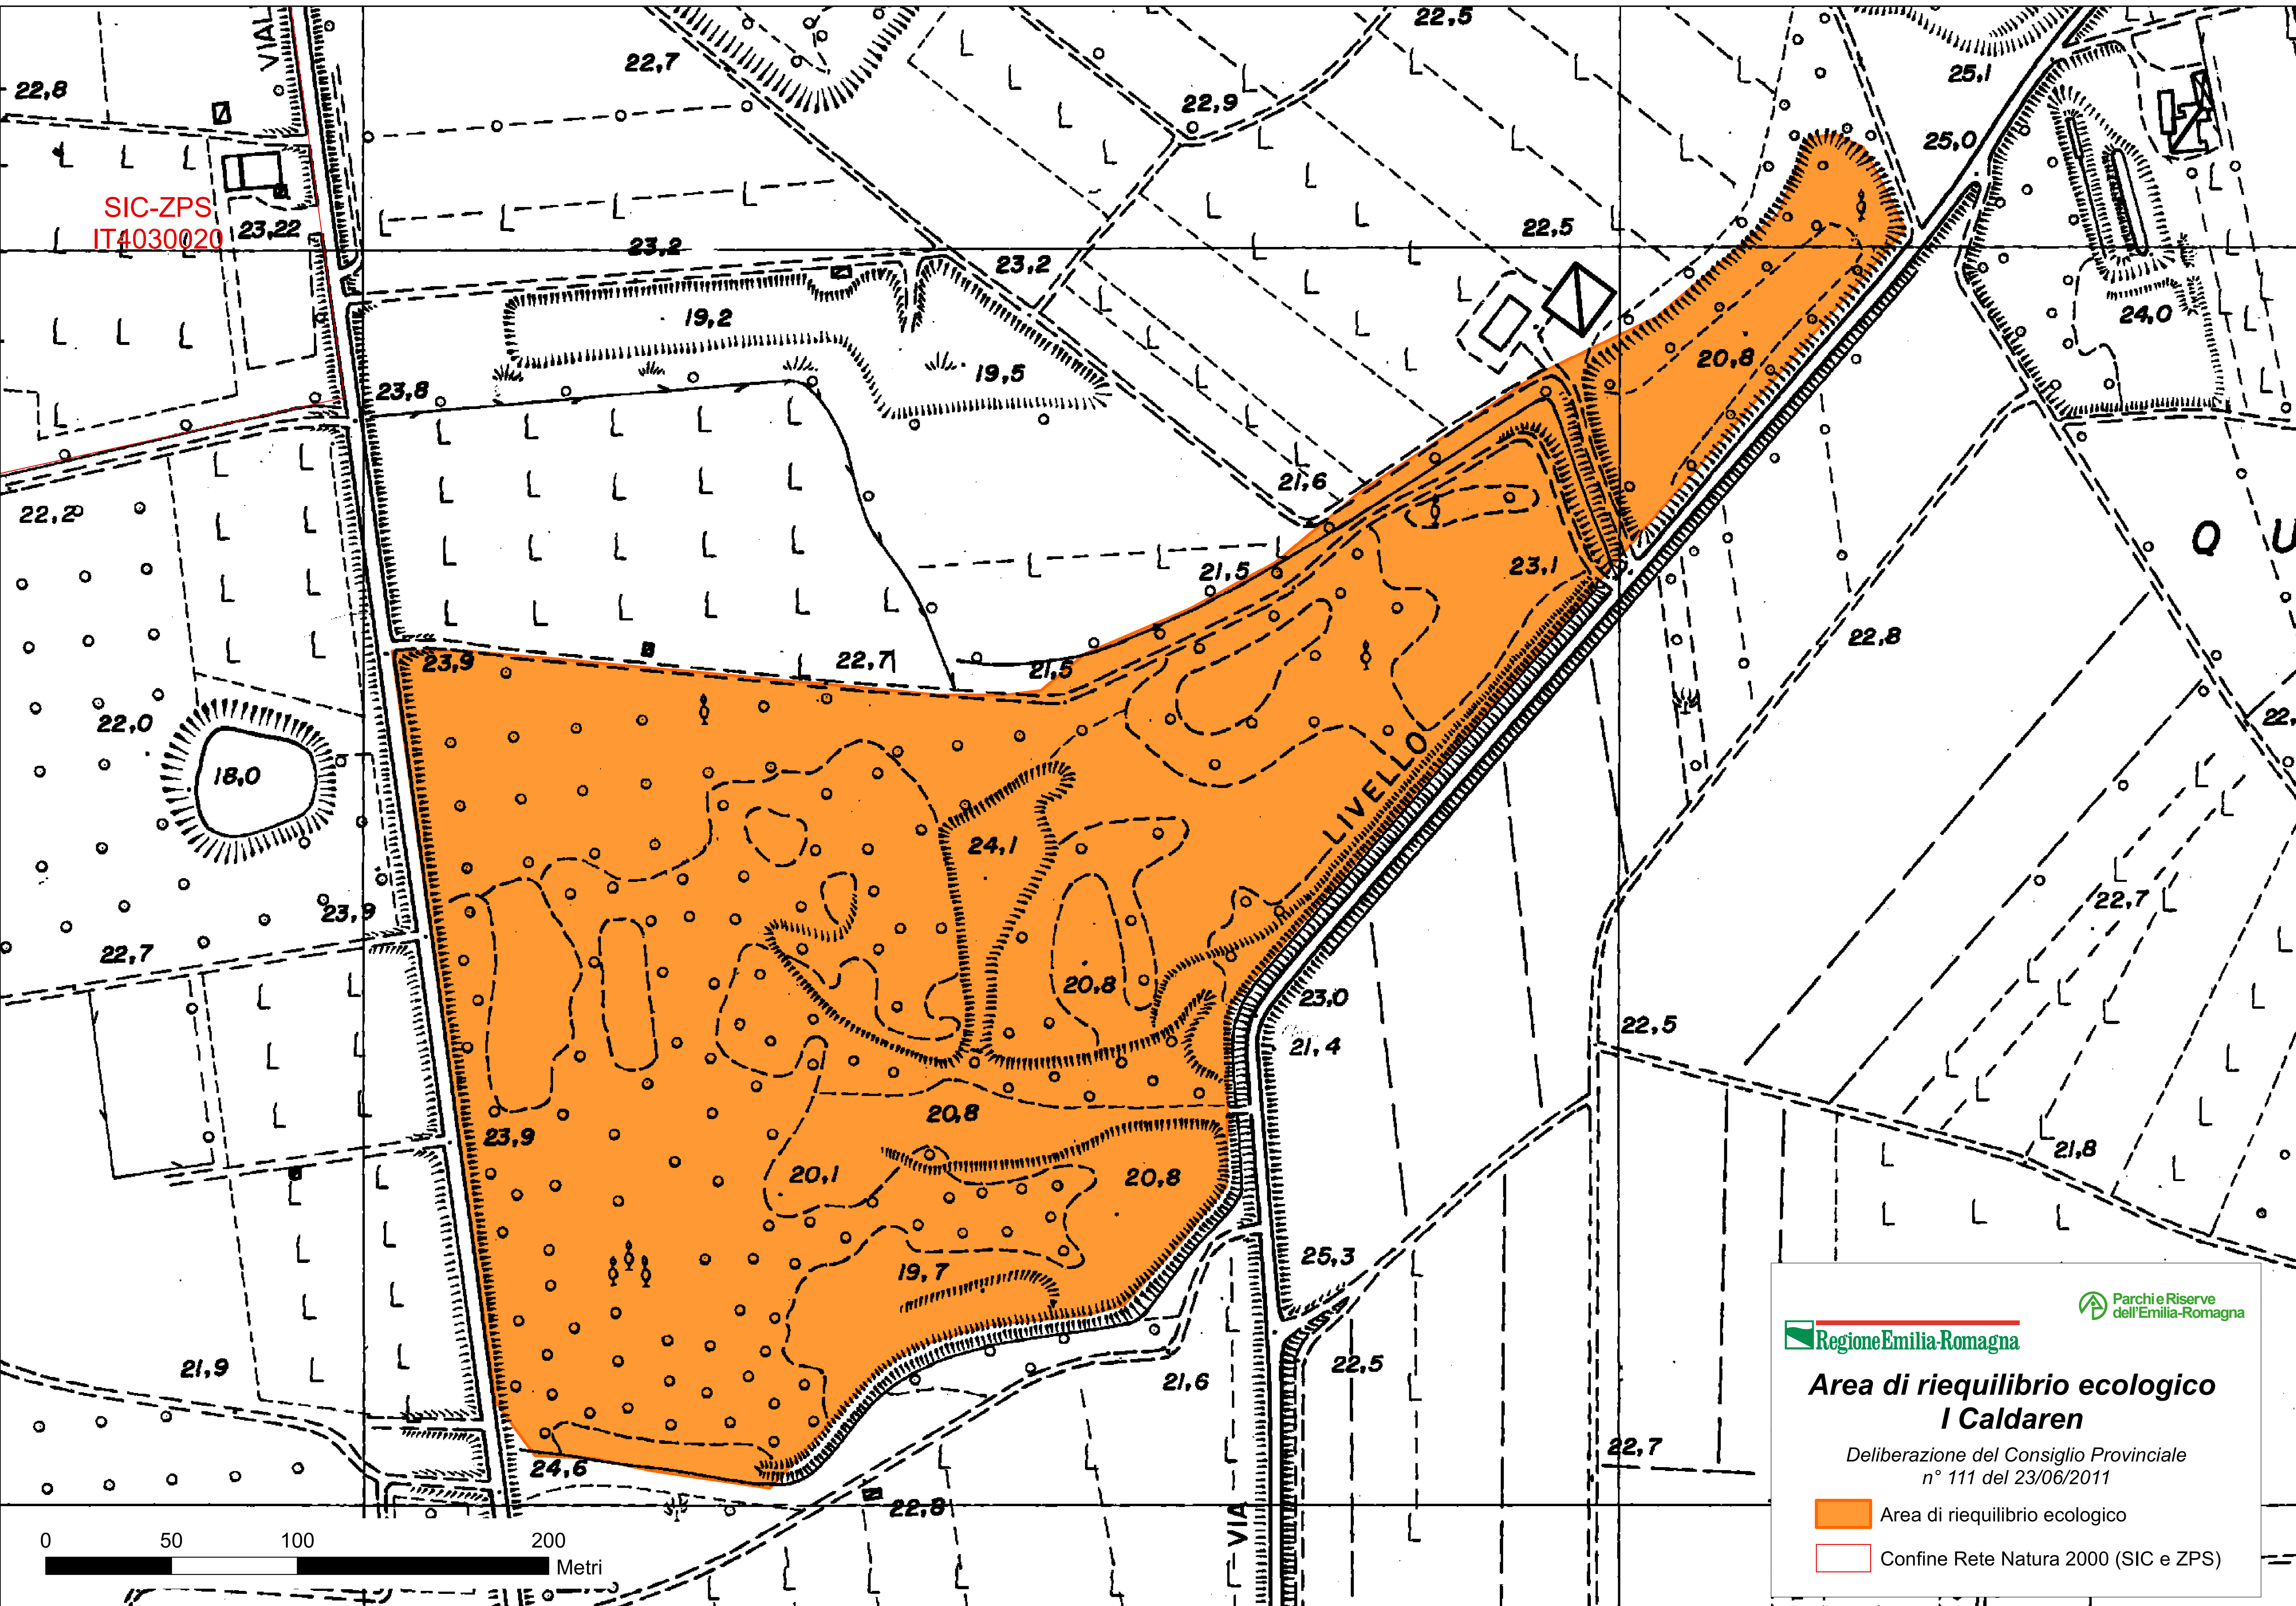 VIAL
22,5
22,7
25,1
22,8
22,9
25,0
SIC-ZPS
IT4030020
23,22
23,2
22,5
23,2
24,0
19,2
20,8
19,5
23,8
21,6
22,2
Q U
21,5
23,1
22,8
23,9
22,7
21,5
22,0
22,
18,0
LIVELLO
24,1
22,7
23,9
22,7
20,8
23,0
22,5
21,4
20,8
23,9
21,8
20,1
20,8
25,3
19,7
21,9
22,5
21,6
22,7
24,6
22,8
VIA
0 50 100 200
Metri
Parchi e Riserve
dell'Emilia-Romagna
RegioneEmilia-Romagna
Area di riequilibrio ecologico
I Caldaren
Deliberazione del Consiglio Provinciale
n° 111 del 23/06/2011
Area di riequilibrio ecologico
Confine Rete Natura 2000 (SIC e ZPS)